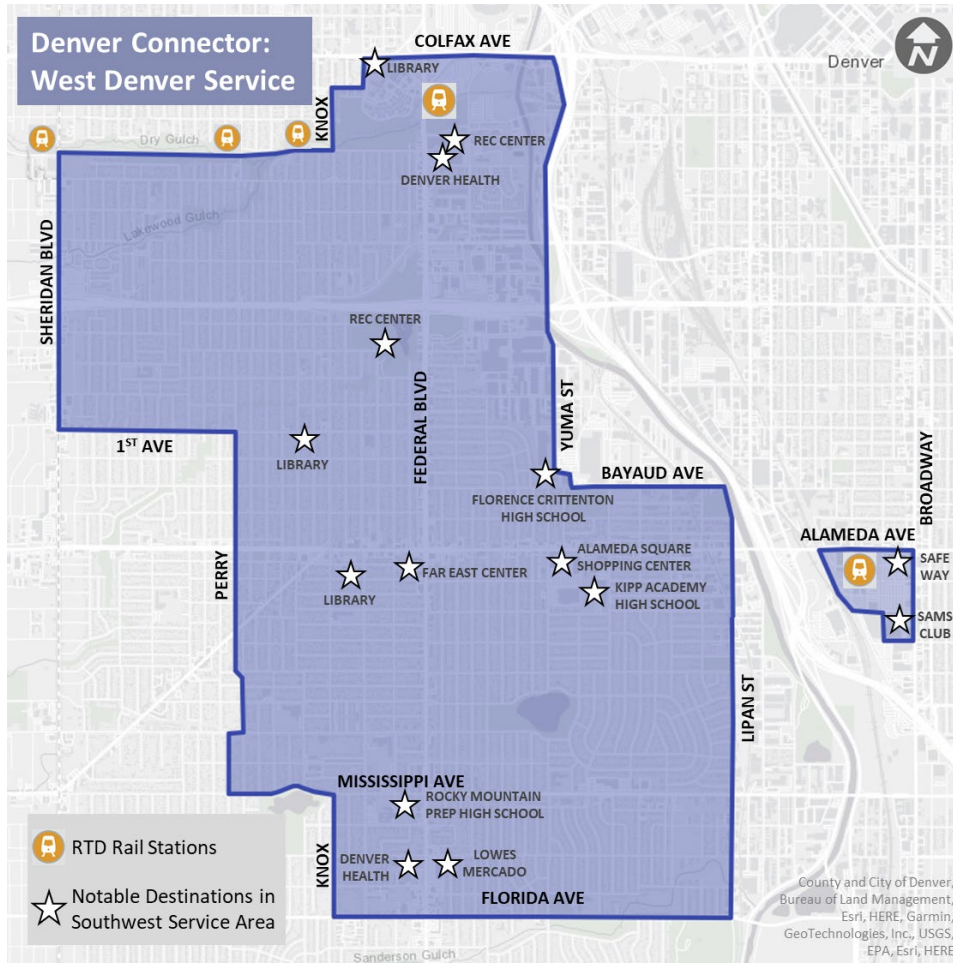 Denver Connector:
West Denver Service
COLFAX AVE
Denver
N
LIBRARY
KNOX
Dry Gulch
REC CENTER
DENVER HEALTH
Lakewood Gulch
SHERIDAN BLVD
REC CENTER
FEDERAL BLVD
YUMA ST
1ST AVE
LIBRARY
BAYAUD AVE
BROADWAY
FLORENCE CRITTENTON
HIGH SCHOOL
ALAMEDA AVE
PERRY
ALAMEDA SQUARE
SHOPPING CENTER
SAFE
WAY
FAR EAST CENTER
LIBRARY
KIPP ACADEMY
HIGH SCHOOL
SAMS
CLUB
LIPAN ST
MISSISSIPPI AVE
ROCKY MOUNTAIN
PREP HIGH SCHOOL
KNOX
DENVER
HEALTH
LOWES
MERCADO
FLORIDA AVE
RTD Rail Stations
Notable Destinations in
Southwest Service Area
Sanderson Gulch
County and City of Denver,
Bureau of Land Management,
Esri, HERE, Garmin,
GeoTechnologies, Inc., USGS,
EPA, Esri, HERE